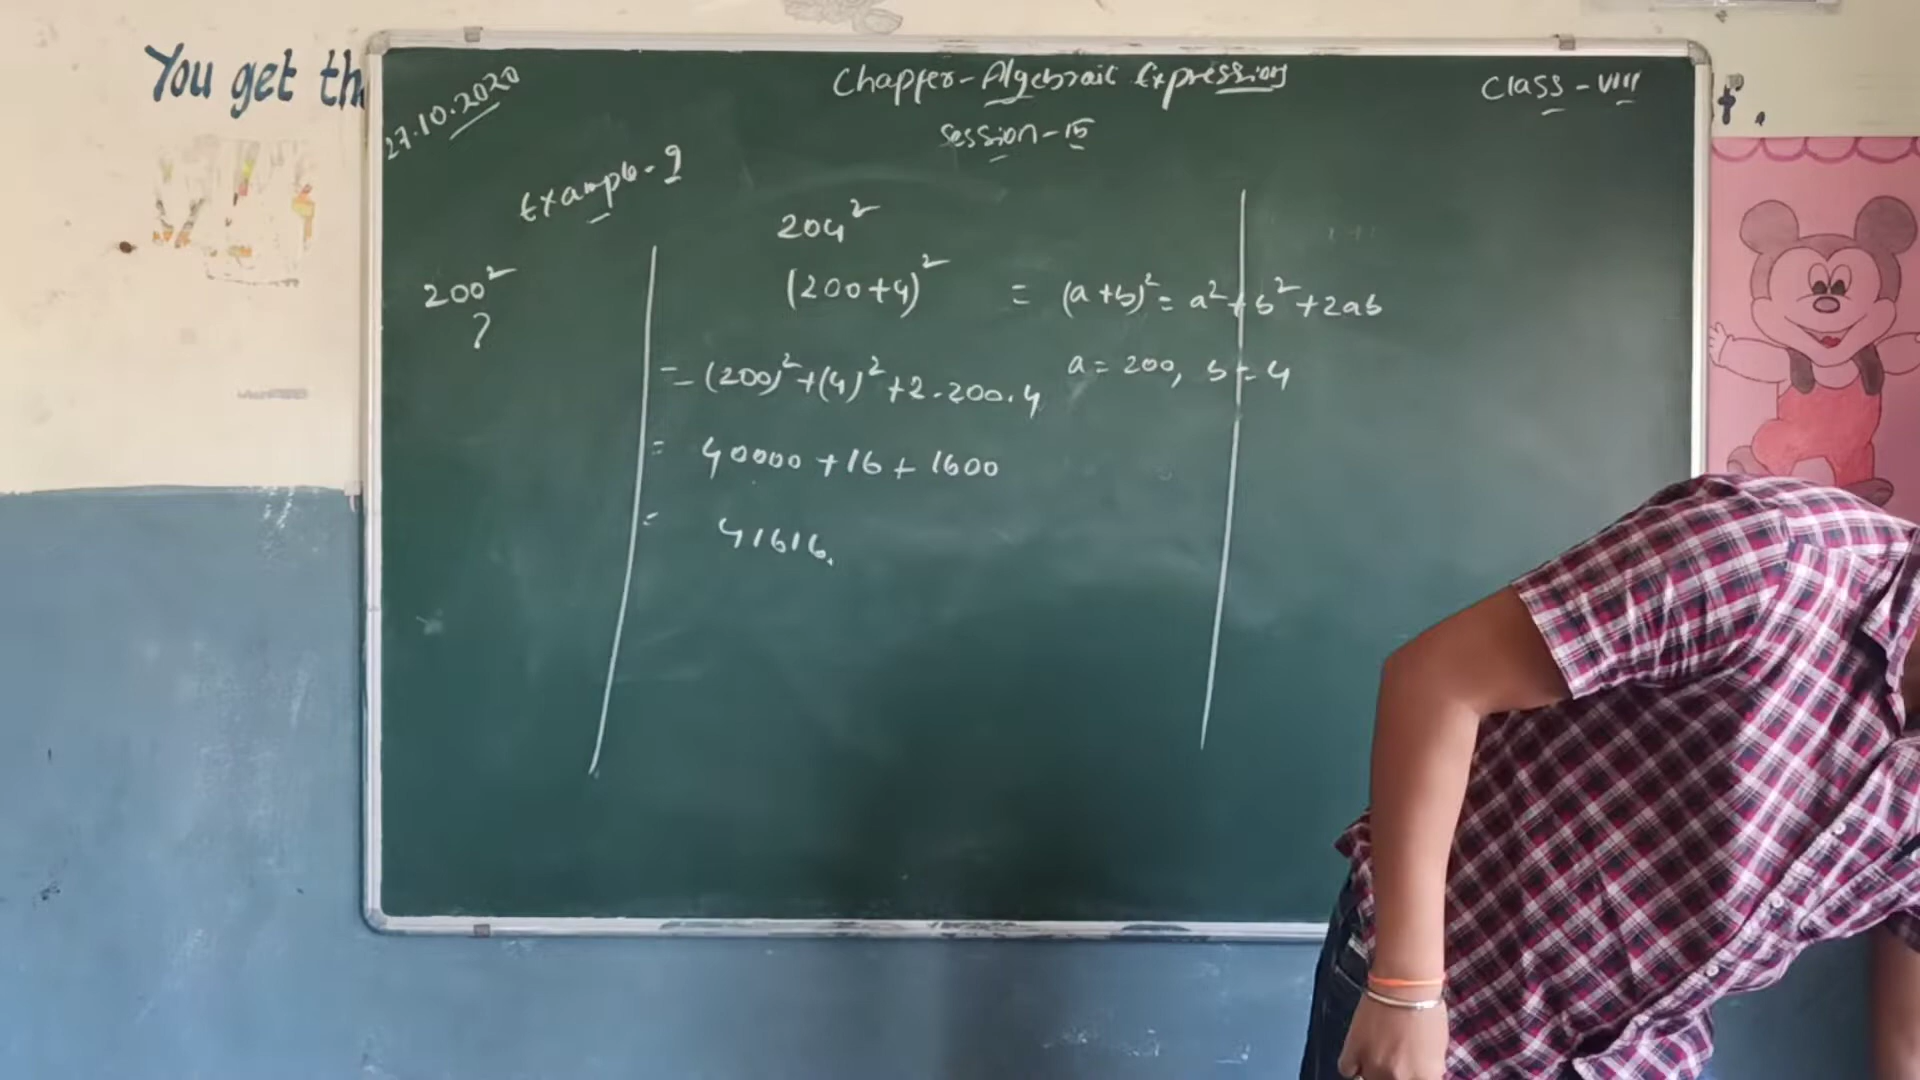 You get th
t.
27.10.2020
Chapter - Algebraic Expressions
Class - VIII
Session - 15
Example - 9
200²
?
204²
(200+4)² = (a+b)² = a² + b² + 2ab
= (200)² + (4)² + 2.200.4
a = 200, b = 4
= 40000 + 16 + 1600
= 41616.